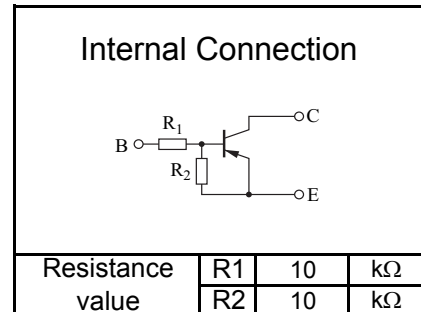 Internal Connection
C
R₁
B
R₂
E
Resistance value R1 10 kΩ
R2 10 kΩ